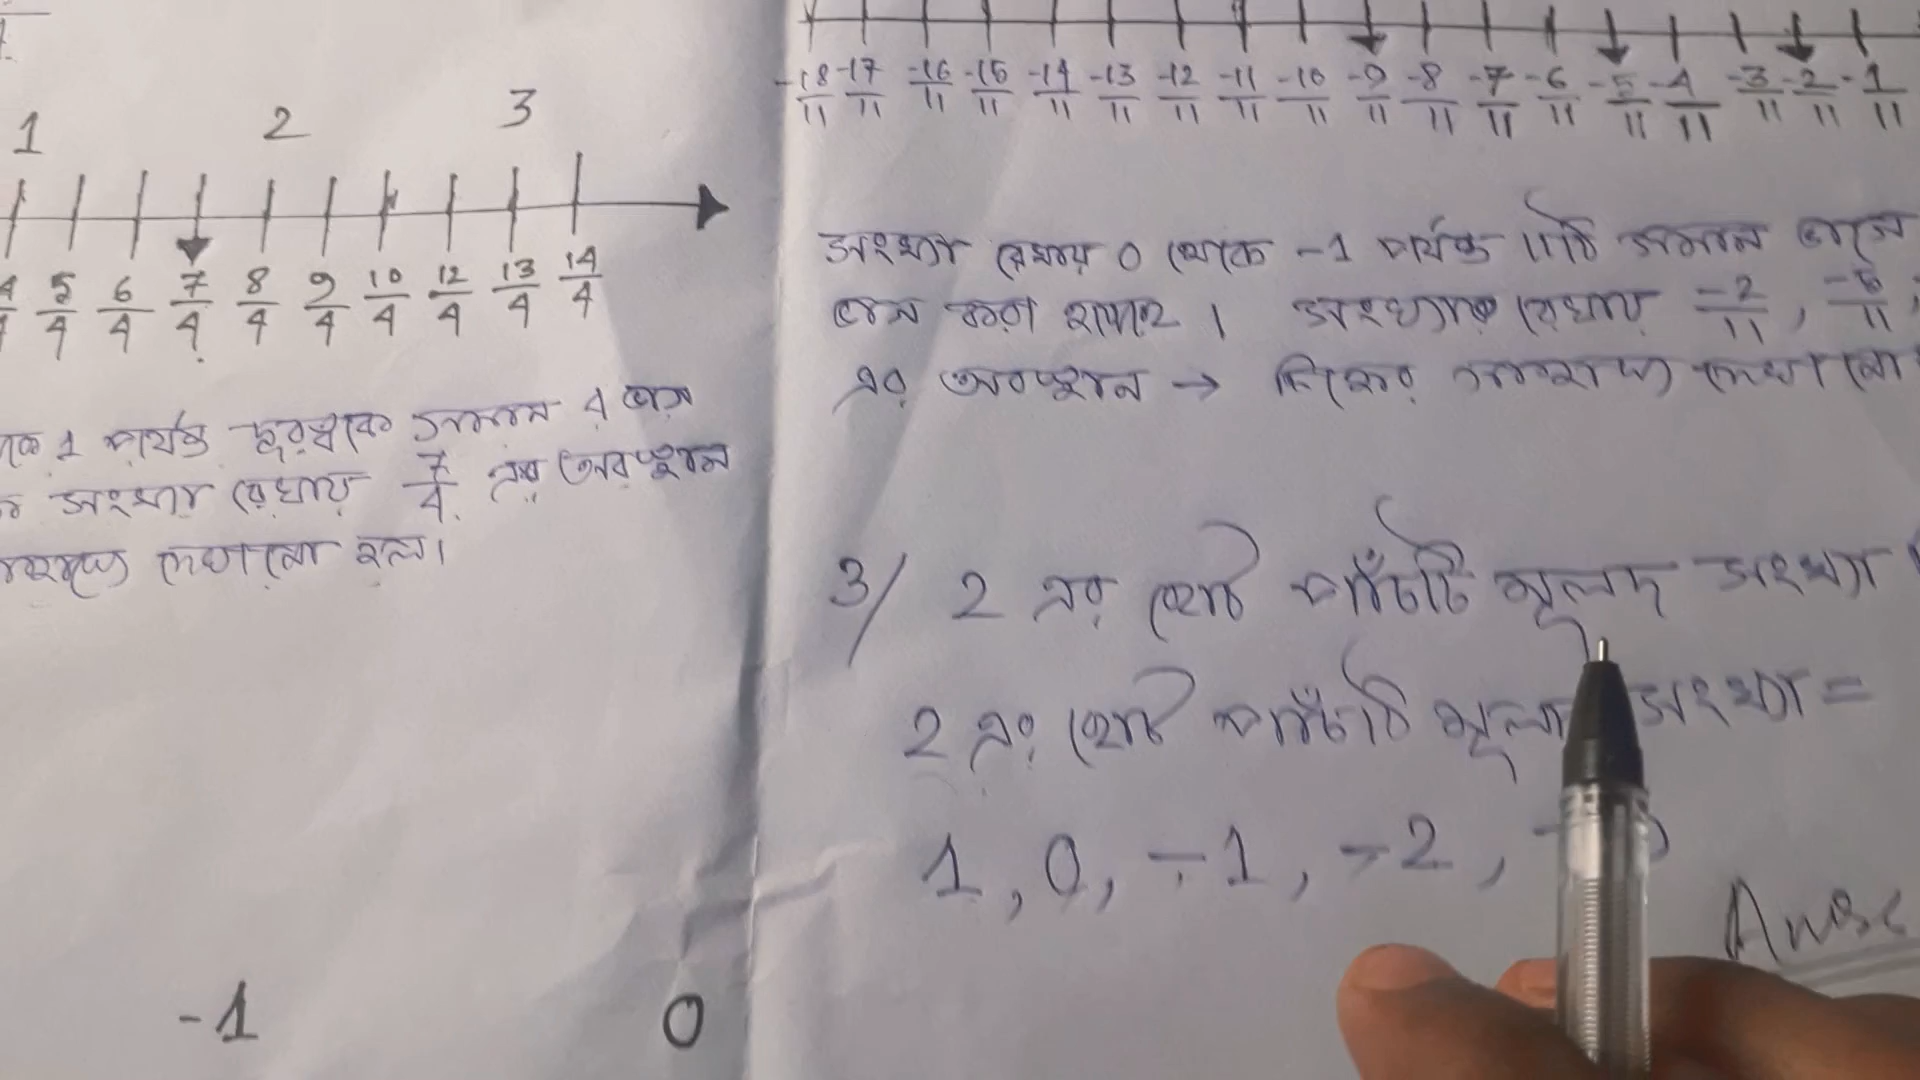 1 2 3
4/4 5/4 6/4 7/4 8/4 9/4 10/4 12/4 13/4 14/4
1 পর্যন্ত দূরত্বকে সমান 4 ভাগ
সংখ্যা রেখায় 7/4 এর অবস্থান
দেখানো হল।
-1 0
-18/11 -17/11 -16/11 -15/11 -14/11 -13/11 -12/11 -11/11 -10/11 -9/11 -8/11 -7/11 -6/11 -5/11 -4/11 -3/11 -2/11 -1/11
সংখ্যা রেখায় 0 থেকে -1 পর্যন্ত 11টি সমান ভাগে
ভাগ করা হলো। সংখ্যা রেখায় -2/11, -5/11,
এর অবস্থান → চিহ্নের সাহায্যে দেখানো
3/ 2 এর ছোট পাঁচটি মূলদ সংখ্যা
2 এর ছোট পাঁচটি মূলদ সংখ্যা =
1, 0, -1, -2,